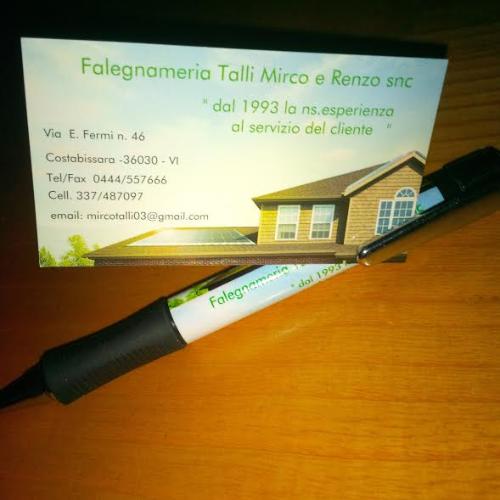 Falegnameria Talli Mirco e Renzo snc
" dal 1993 la ns.esperienza
al servizio del cliente "
Via E. Fermi n. 46
Costabissara -36030 - VI
Tel/Fax 0444/557666
Cell. 337/487097
email: mircotalli03@gmail.com
Falegnameria
" dal 1993